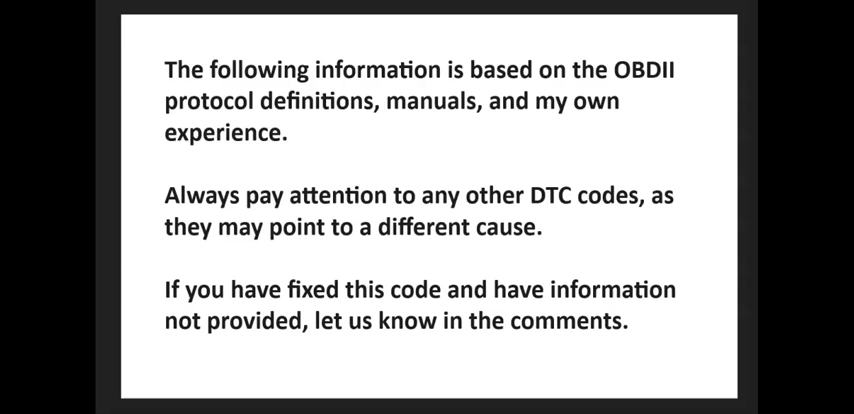 The following information is based on the OBDII
protocol definitions, manuals, and my own
experience.
Always pay attention to any other DTC codes, as
they may point to a different cause.
If you have fixed this code and have information
not provided, let us know in the comments.